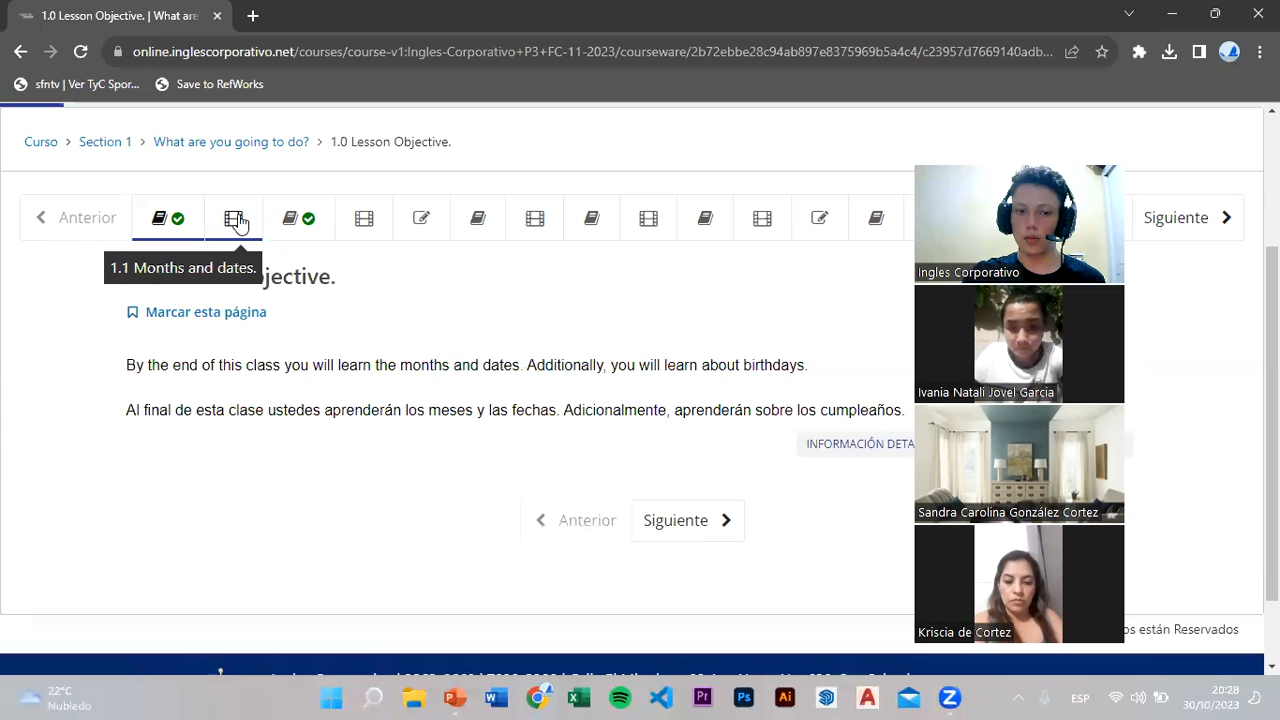 1.0 Lesson Objective. | What are
online.inglescorporativo.net/courses/course-v1:Ingles-Corporativo+P3+FC-11-2023/courseware/2b72ebbe28c94ab897e8375969b5a4c4/c23957d7669140adb...
sfntv | Ver TyC Spor...
Save to RefWorks
Curso > Section 1 > What are you going to do? > 1.0 Lesson Objective.
Anterior
Siguiente
1.1 Months and dates.
jective.
Marcar esta página
By the end of this class you will learn the months and dates. Additionally, you will learn about birthdays.
Al final de esta clase ustedes aprenderán los meses y las fechas. Adicionalmente, aprenderán sobre los cumpleaños.
INFORMACIÓN DETA
Anterior
Siguiente
Ingles Corporativo
Ivania Natali Jovel Garcia
Sandra Carolina González Cortez
Kriscia de Cortez
os están Reservados
22°C
Nublado
ESP
20:28
30/10/2023